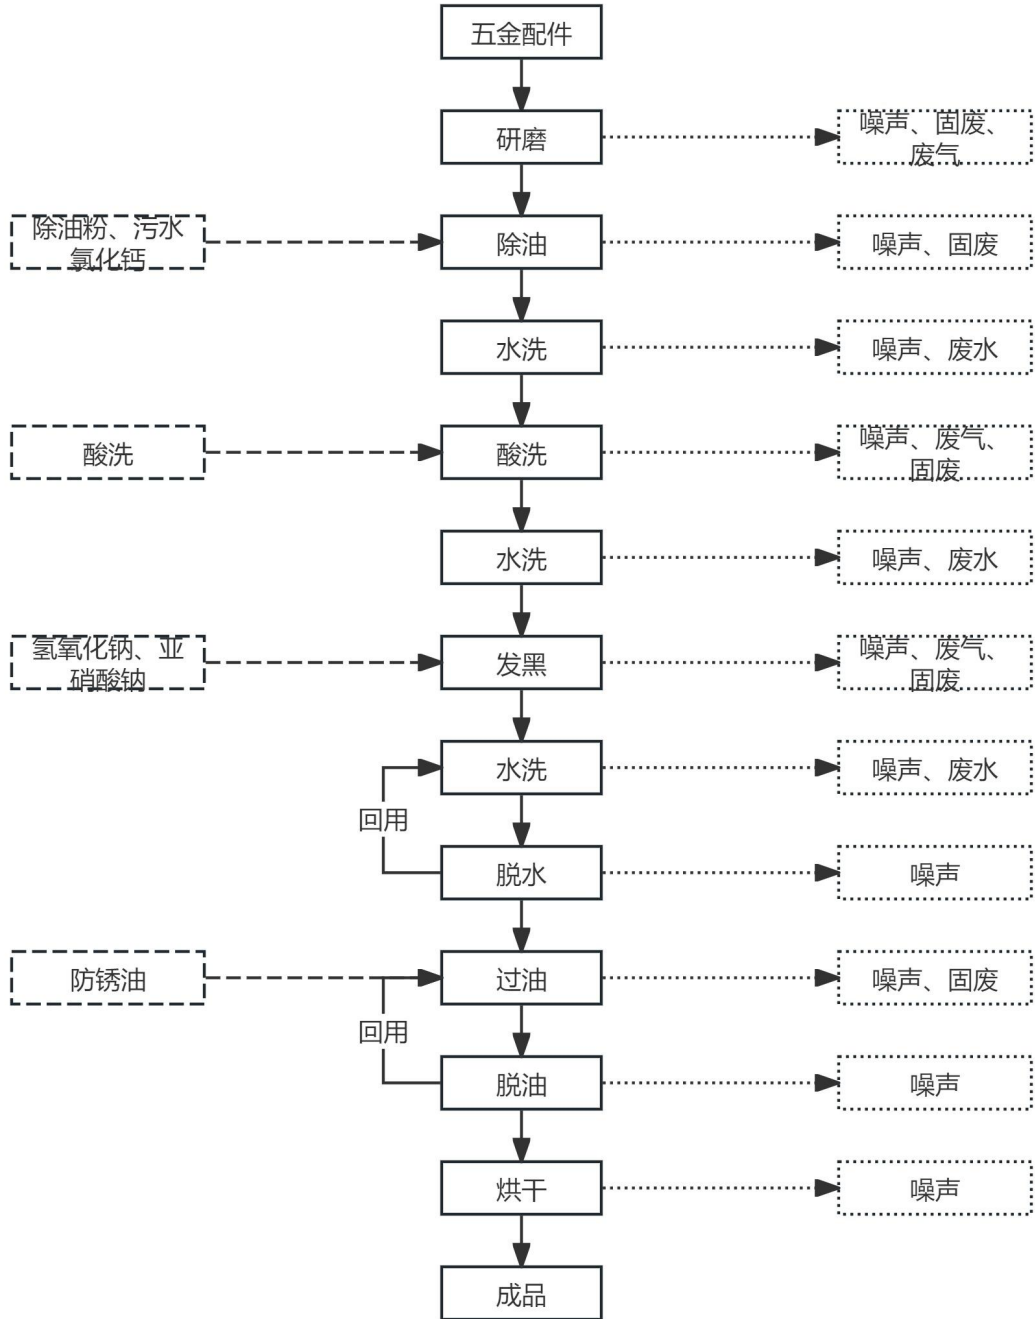 五金配件
研磨
噪声、固废、
废气
除油粉、污水
氯化钙
除油
噪声、固废
水洗
噪声、废水
酸洗
酸洗
噪声、废气、
固废
水洗
噪声、废水
氢氧化钠、亚
硝酸钠
发黑
噪声、废气、
固废
水洗
噪声、废水
回用
脱水
噪声
防锈油
过油
噪声、固废
回用
脱油
噪声
烘干
噪声
成品